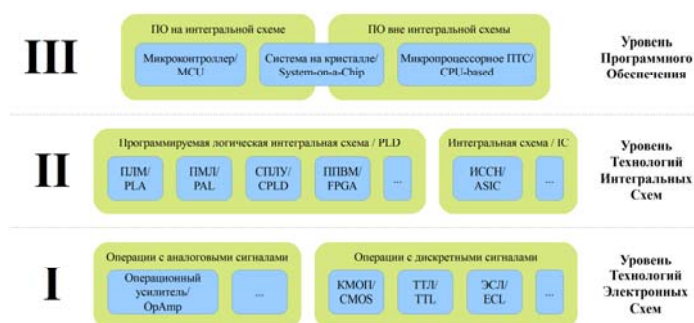 III
ПО на интегральной схеме
ПО вне интегральной схемы
Микроконтроллер/
MCU
Система на кристалле/
System-on-a-Chip
Микропроцессорное ПТС/
CPU-based
Уровень
Программного
Обеспечения
II
Программируемая логическая интегральная схема / PLD
Интегральная схема / IC
ПЛМ/
PLA
ПМЛ/
PAL
СПЛУ/
CPLD
ППВМ/
FPGA
...
ИССН/
ASIC
...
Уровень
Технологий
Интегральных
Схем
I
Операции с аналоговыми сигналами
Операции с дискретными сигналами
Операционный
усилитель/
OpAmp
...
КМОП/
CMOS
ТТЛ/
TTL
ЭСЛ/
ECL
...
Уровень
Технологий
Электронных
Схем